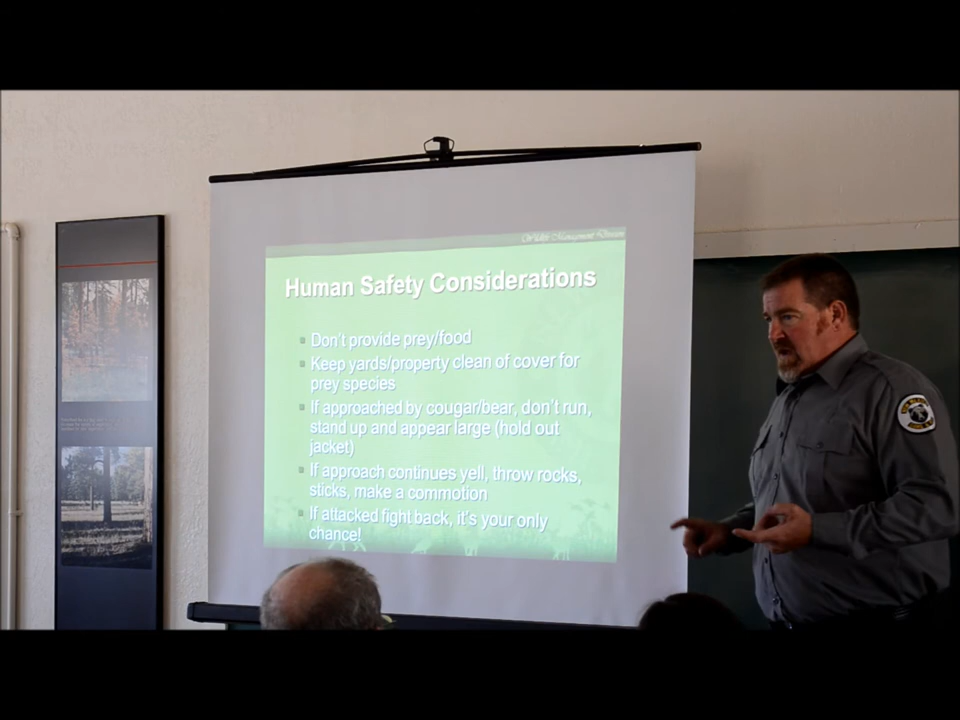 Wildlife Management Division
Human Safety Considerations
Don't provide prey/food
Keep yards/property clean of cover for
prey species
If approached by cougar/bear, don't run,
stand up and appear large (hold out
jacket)
If approach continues yell, throw rocks,
sticks, make a commotion
If attacked fight back, it's your only
chance!